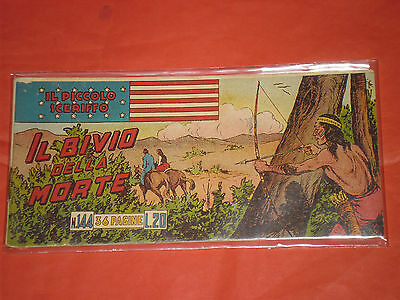 IL PICCOLO
SCERIFFO
IL BIVIO
DELLA
MORTE
N.144 36 PAGINE L.20